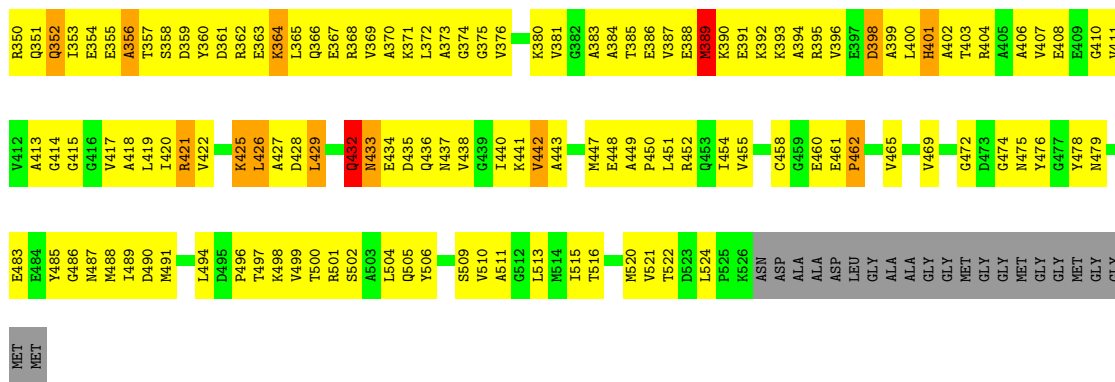 R350 Q351 Q352 I353 E354 E355 A356 T357 S358 D359 Y360 D361 R362 E363 K364 L365 Q366 E367 R368 V369 A370 K371 L372 A373 G374 G375 V376 K380 V381 G382 A383 A384 T385 E386 V387 E388 M389 K390 E391 K392 K393 A394 R395 V396 E397 D398 A399 L400 H401 A402 T403 R404 A405 A406 V407 E408 E409 G410 V411
V412 A413 G414 G415 G416 V417 A418 L419 I420 R421 V422 K425 L426 A427 D428 L429 Q432 N433 E434 D435 Q436 N437 V438 G439 I440 K441 V442 A443 M447 E448 A449 P450 L451 R452 Q453 I454 V455 C458 G459 E460 E461 P462 V465 V469 G472 D473 G474 N475 Y476 G477 Y478 N479
E483 E484 Y485 G486 N487 M488 I489 D490 M491 L494 D495 P496 T497 K498 V499 T500 R501 S502 A503 L504 Q505 Y506 S509 V510 A511 G512 L513 M514 I515 T516 M520 V521 T522 D523 L524 P525 K526 ASN ASP ALA ALA ASP LEU GLY ALA ALA GLY GLY MET GLY GLY MET GLY GLY MET GLY GLY
MET MET